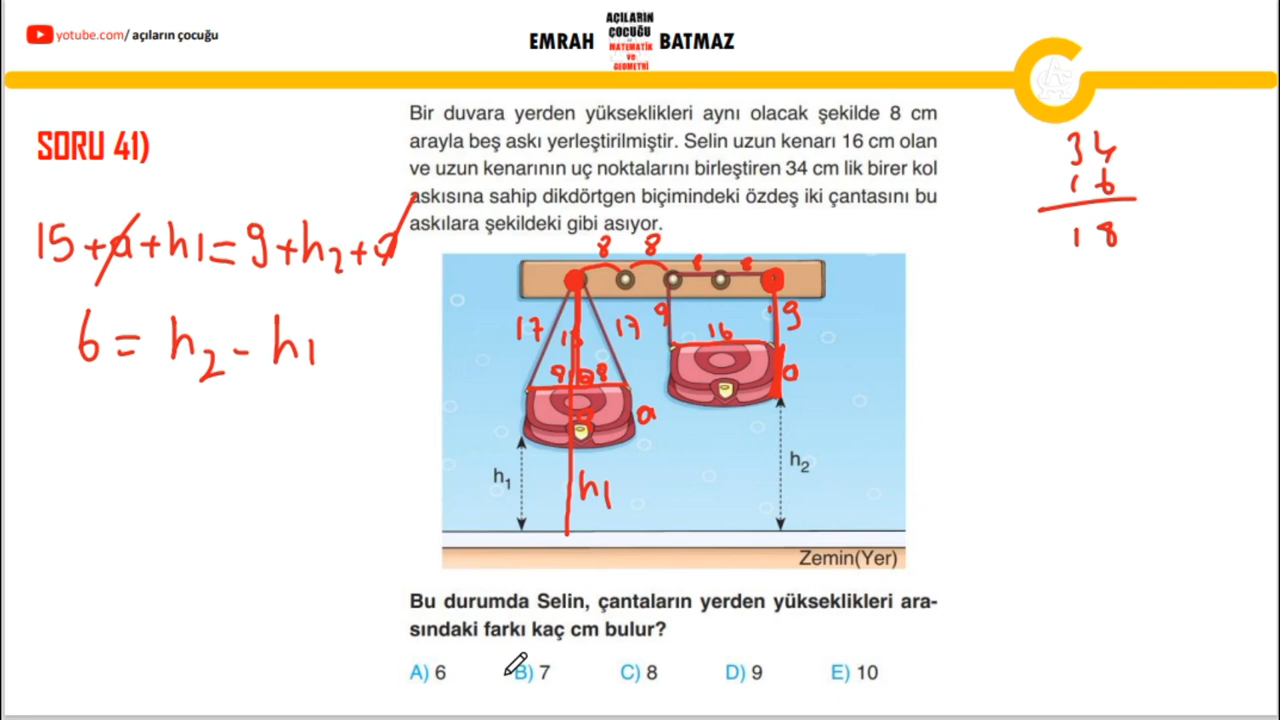 yotube.com/ açıların çocuğu
EMRAH
AÇILARIN
ÇOCUĞU
MATEMATİK
ve
GEOMETRİ
BATMAZ
SORU 41)
Bir duvara yerden yükseklikleri aynı olacak şekilde 8 cm
arayla beş askı yerleştirilmiştir. Selin uzun kenarı 16 cm olan
ve uzun kenarının uç noktalarını birleştiren 34 cm lik birer kol
askısına sahip dikdörtgen biçimindeki özdeş iki çantasını bu
askılara şekildeki gibi asıyor.
34
16
18
15+a+h1=9+h2+a
6=h2-h1
8 8 8 8
17 15 17 9 16 9
8 8
a a a
h₁
h1
h₂
Zemin(Yer)
Bu durumda Selin, çantaların yerden yükseklikleri ara-
sındaki farkı kaç cm bulur?
A) 6 B) 7 C) 8 D) 9 E) 10